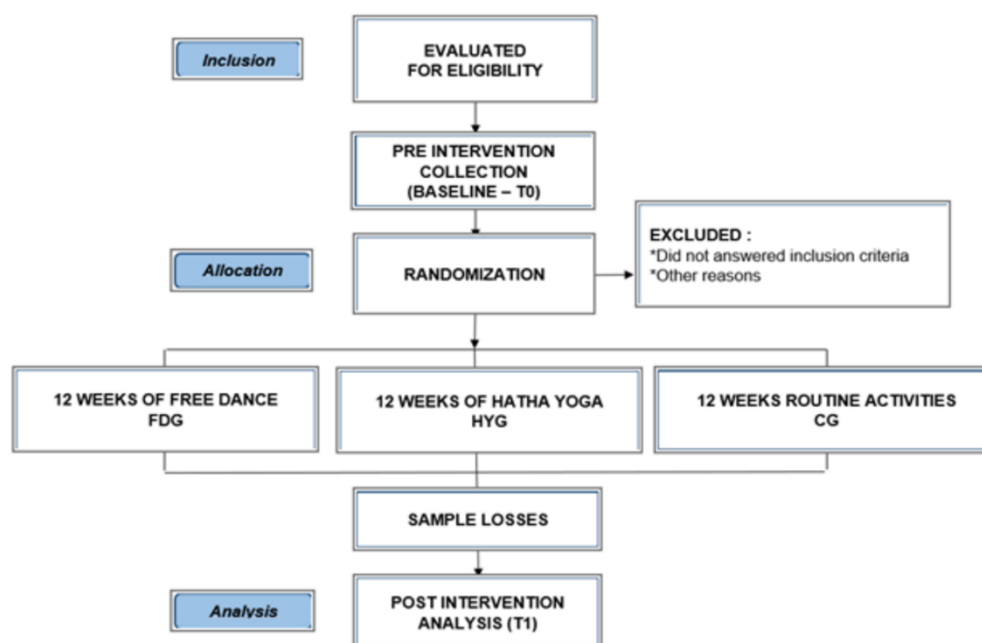 Inclusion
EVALUATED
FOR ELIGIBILITY
PRE INTERVENTION
COLLECTION
(BASELINE – T0)
Allocation
RANDOMIZATION
EXCLUDED :
*Did not answered inclusion criteria
*Other reasons
12 WEEKS OF FREE DANCE
FDG
12 WEEKS OF HATHA YOGA
HYG
12 WEEKS ROUTINE ACTIVITIES
CG
SAMPLE LOSSES
Analysis
POST INTERVENTION
ANALYSIS (T1)